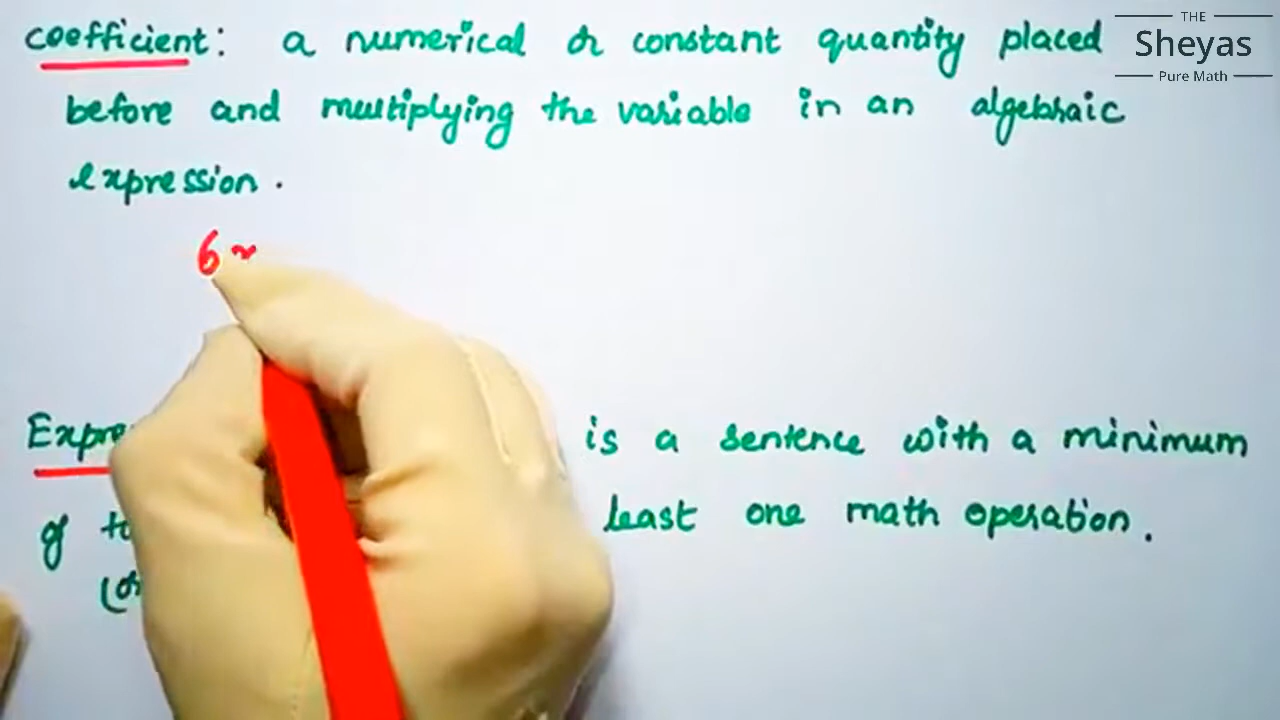 coefficient: a numerical or constant quantity placed
before and multiplying the variable in an algebraic
expression.
6
is a sentence with a minimum
of least one math operation.
THE
Sheyas
Pure Math